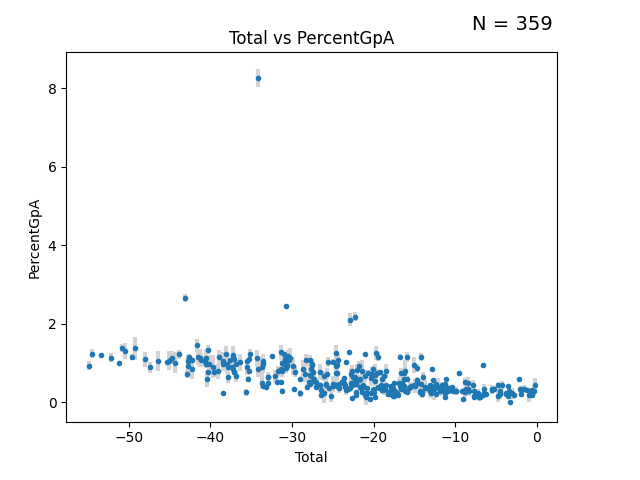 N = 359
Total vs PercentGpA
PercentGpA
8
6
4
2
0
−50 −40 −30 −20 −10 0
Total